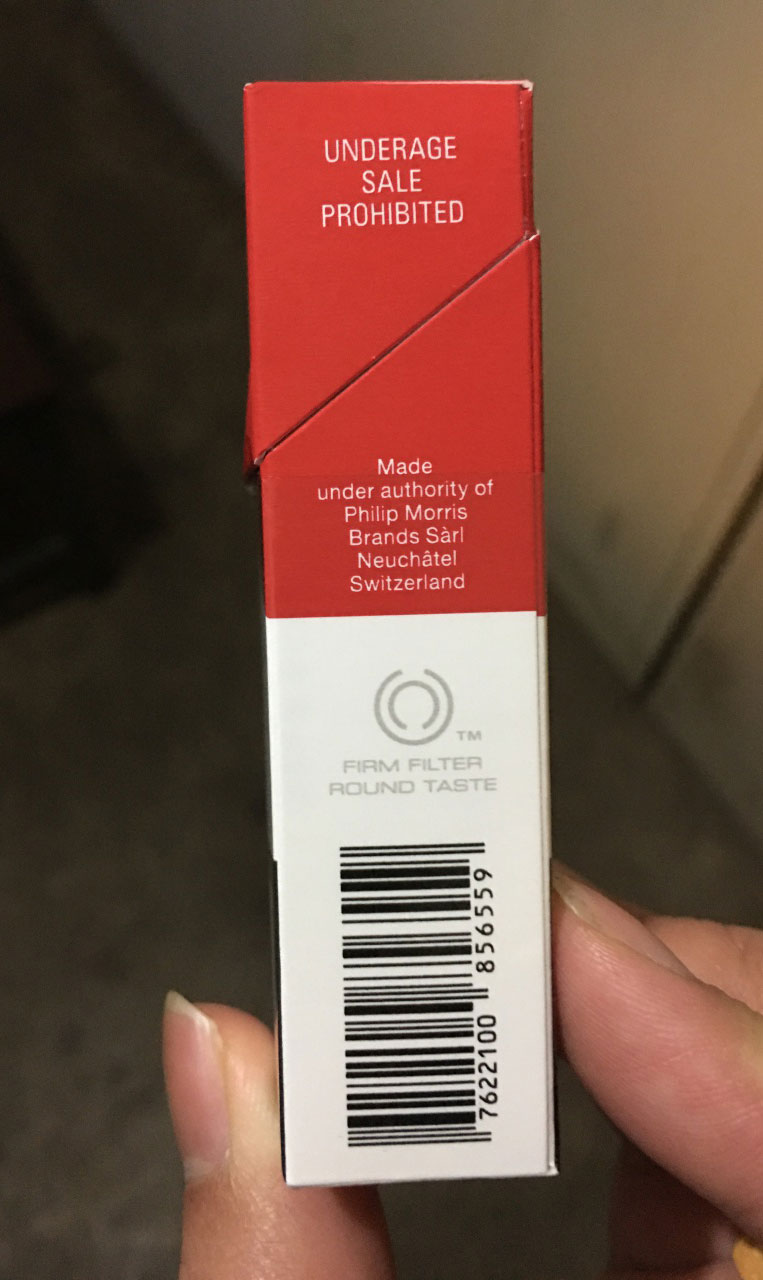 UNDERAGE
SALE
PROHIBITED
Made
under authority of
Philip Morris
Brands Sàrl
Neuchâtel
Switzerland
TM
FIRM FILTER
ROUND TASTE
7622100 856559